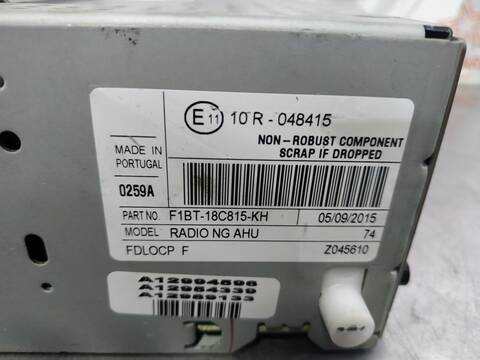 E11 10 R - 048415
NON-ROBUST COMPONENT
SCRAP IF DROPPED
MADE IN
PORTUGAL
0259A
PART NO. F1BT-18C815-KH 05/09/2015
MODEL RADIO NG AHU 74
FDLOCP F Z045610